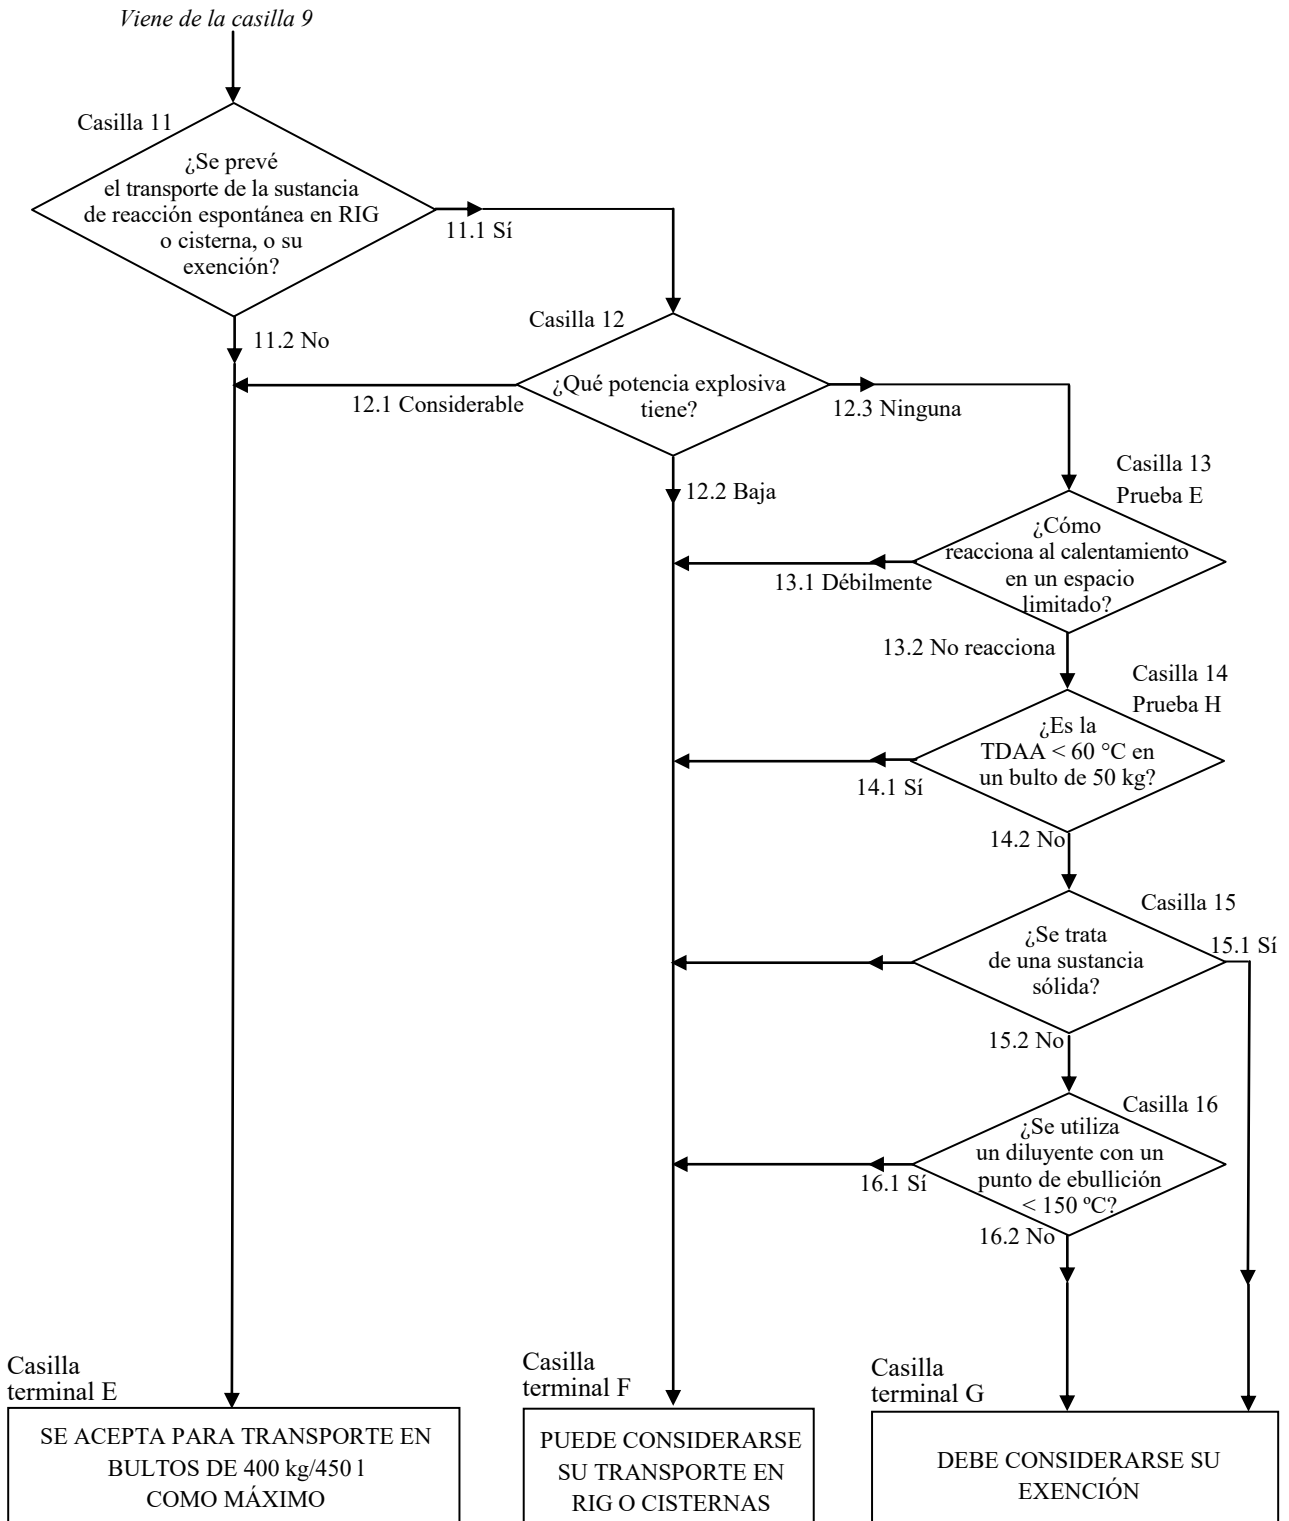 Viene de la casilla 9
Casilla 11
¿Se prevé
el transporte de la sustancia
de reacción espontánea en RIG
o cisterna, o su
exención?
11.1 Sí
11.2 No
Casilla 12
¿Qué potencia explosiva
tiene?
12.1 Considerable
12.3 Ninguna
12.2 Baja
Casilla 13
Prueba E
¿Cómo
reacciona al calentamiento
en un espacio
limitado?
13.1 Débilmente
13.2 No reacciona
Casilla 14
Prueba H
¿Es la
TDAA < 60 °C en
un bulto de 50 kg?
14.1 Sí
14.2 No
Casilla 15
¿Se trata
de una sustancia
sólida?
15.1 Sí
15.2 No
Casilla 16
¿Se utiliza
un diluyente con un
punto de ebullición
< 150 ºC?
16.1 Sí
16.2 No
Casilla
terminal E
SE ACEPTA PARA TRANSPORTE EN
BULTOS DE 400 kg/450 l
COMO MÁXIMO
Casilla
terminal F
PUEDE CONSIDERARSE
SU TRANSPORTE EN
RIG O CISTERNAS
Casilla
terminal G
DEBE CONSIDERARSE SU
EXENCIÓN